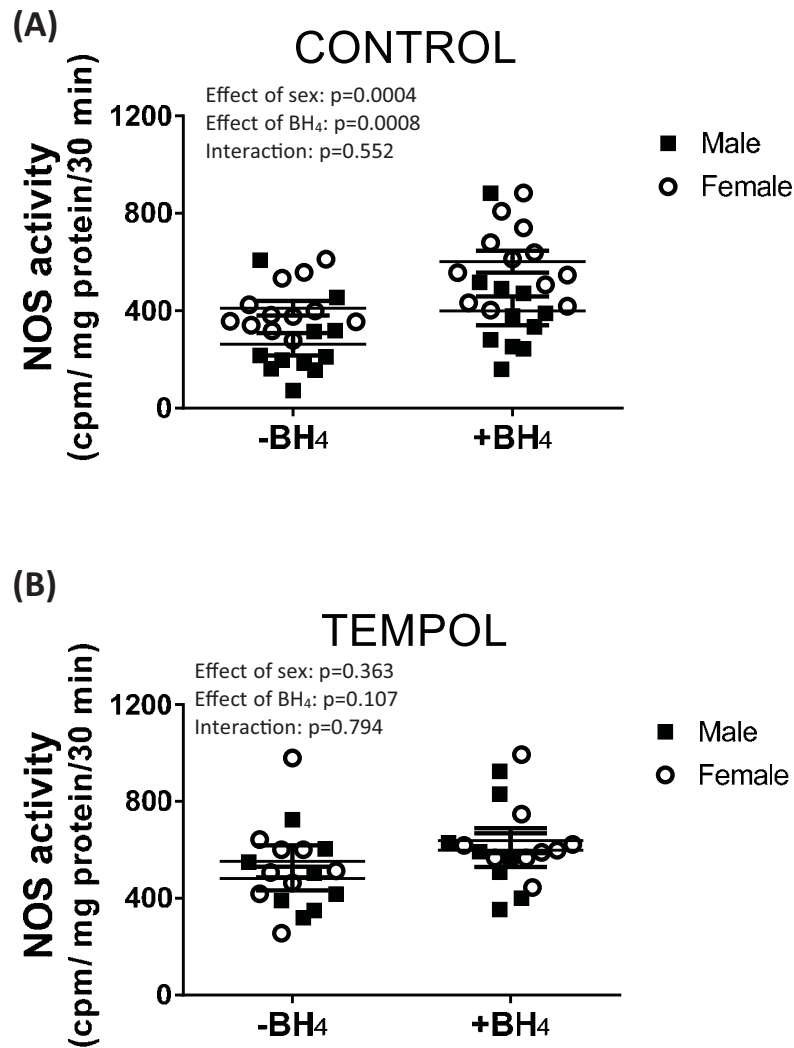 (A)
CONTROL
Effect of sex: p=0.0004
Effect of BH₄: p=0.0008
Interaction: p=0.552
NOS activity
(cpm/ mg protein/30 min)
1200
800
400
0
-BH4
+BH4
Male
Female
(B)
TEMPOL
Effect of sex: p=0.363
Effect of BH₄: p=0.107
Interaction: p=0.794
NOS activity
(cpm/ mg protein/30 min)
1200
800
400
0
-BH4
+BH4
Male
Female